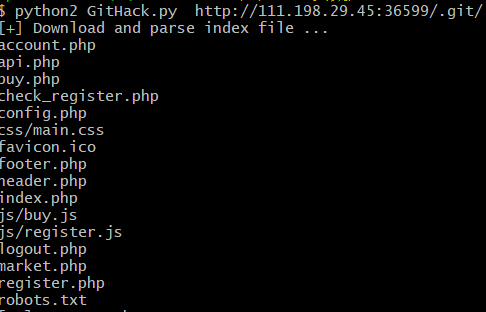 $ python2 GitHack.py  http://111.198.29.45:36599/.git/
[+] Download and parse index file ...
account.php
api.php
buy.php
check_register.php
config.php
css/main.css
favicon.ico
footer.php
header.php
index.php
js/buy.js
js/register.js
logout.php
market.php
register.php
robots.txt